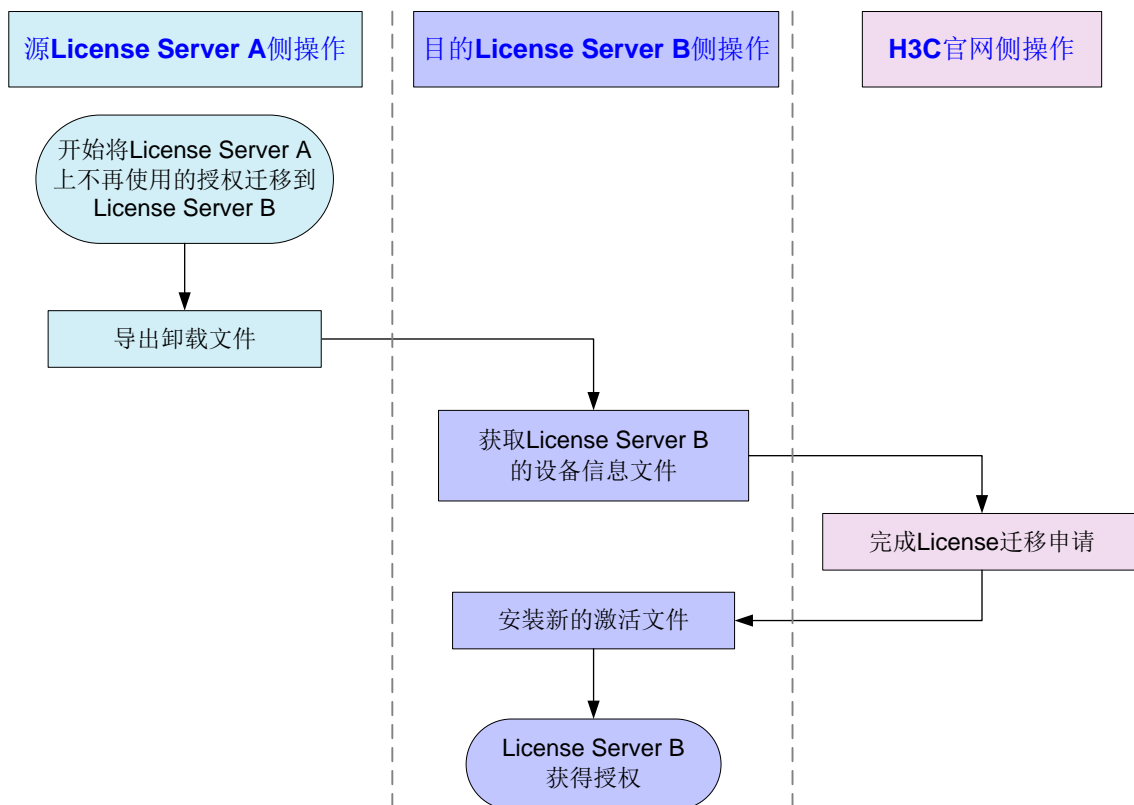 源License Server A侧操作
目的License Server B侧操作
H3C官网侧操作
开始将License Server A
上不再使用的授权迁移到
License Server B
导出卸载文件
获取License Server B
的设备信息文件
完成License迁移申请
安装新的激活文件
License Server B
获得授权